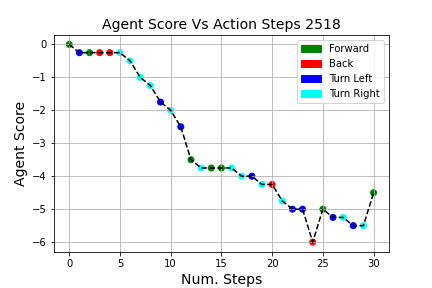 Agent Score Vs Action Steps 2518
Forward
Back
Turn Left
Turn Right
Agent Score
0
−1
−2
−3
−4
−5
−6
0 5 10 15 20 25 30
Num. Steps